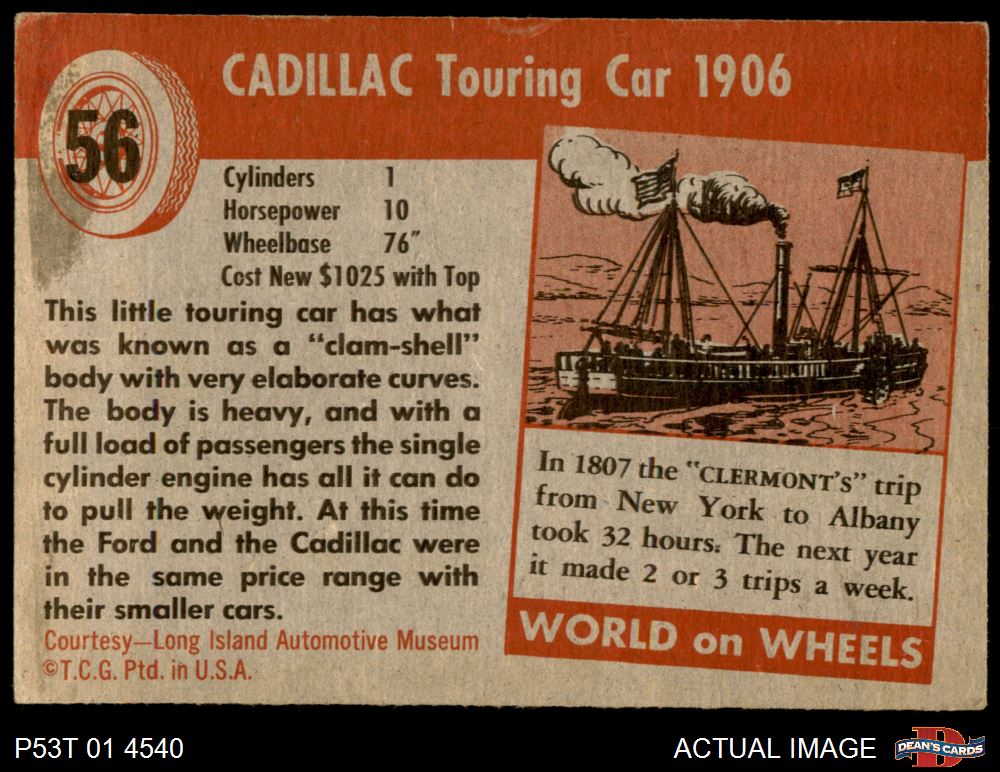 CADILLAC Touring Car 1906
56
Cylinders 1
Horsepower 10
Wheelbase 76"
Cost New $1025 with Top
This little touring car has what
was known as a "clam-shell"
body with very elaborate curves.
The body is heavy, and with a
full load of passengers the single
cylinder engine has all it can do
to pull the weight. At this time
the Ford and the Cadillac were
in the same price range with
their smaller cars.
Courtesy—Long Island Automotive Museum
©T.C.G. Ptd. in U.S.A.
In 1807 the "CLERMONT'S" trip
from New York to Albany
took 32 hours. The next year
it made 2 or 3 trips a week.
WORLD on WHEELS
P53T 01 4540
ACTUAL IMAGE
D
DEAN'S CARDS